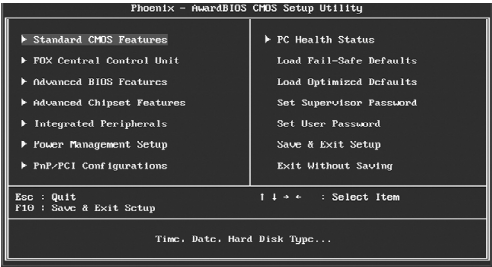 Phoenix - AwardBIOS CMOS Setup Utility
▶ Standard CMOS Features
▶ FOX Central Control Unit
▶ Advanced BIOS Features
▶ Advanced Chipset Features
▶ Integrated Peripherals
▶ Power Management Setup
▶ PnP/PCI Configurations
▶ PC Health Status
Load Fail-Safe Defaults
Load Optimized Defaults
Set Supervisor Password
Set User Password
Save & Exit Setup
Exit Without Saving
Esc : Quit
F10 : Save & Exit Setup
↑ ↓ → ← : Select Item
Time, Date, Hard Disk Type...